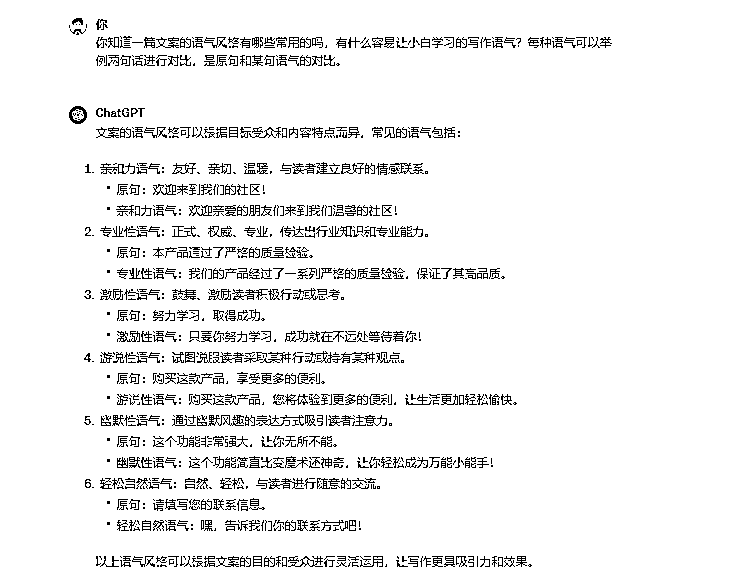 你
你知道一篇文案的语气风格有哪些常用的吗，有什么容易让小白学习的写作语气？每种语气可以举
例两句话进行对比，是原句和某句语气的对比。
ChatGPT
文案的语气风格可以根据目标受众和内容特点而异，常见的语气包括：
1. 亲和力语气：友好、亲切、温暖，与读者建立良好的情感联系。
• 原句：欢迎来到我们的社区！
• 亲和力语气：欢迎亲爱的朋友们来到我们温馨的社区！
2. 专业性语气：正式、权威、专业，传达出行业知识和专业能力。
• 原句：本产品通过了严格的质量检验。
• 专业性语气：我们的产品经过了一系列严格的质量检验，保证了其高品质。
3. 激励性语气：鼓舞、激励读者积极行动或思考。
• 原句：努力学习，取得成功。
• 激励性语气：只要你努力学习，成功就在不远处等待着你！
4. 游说性语气：试图说服读者采取某种行动或持有某种观点。
• 原句：购买这款产品，享受更多的便利。
• 游说性语气：购买这款产品，您将体验到更多的便利，让生活更加轻松愉快。
5. 幽默性语气：通过幽默风趣的表达方式吸引读者注意力。
• 原句：这个功能非常强大，让你无所不能。
• 幽默性语气：这个功能简直比变魔术还神奇，让你轻松成为万能小能手！
6. 轻松自然语气：自然、轻松，与读者进行随意的交流。
• 原句：请填写您的联系信息。
• 轻松自然语气：嘿，告诉我们你的联系方式吧！
以上语气风格可以根据文案的目的和受众进行灵活运用，让写作更具吸引力和效果。